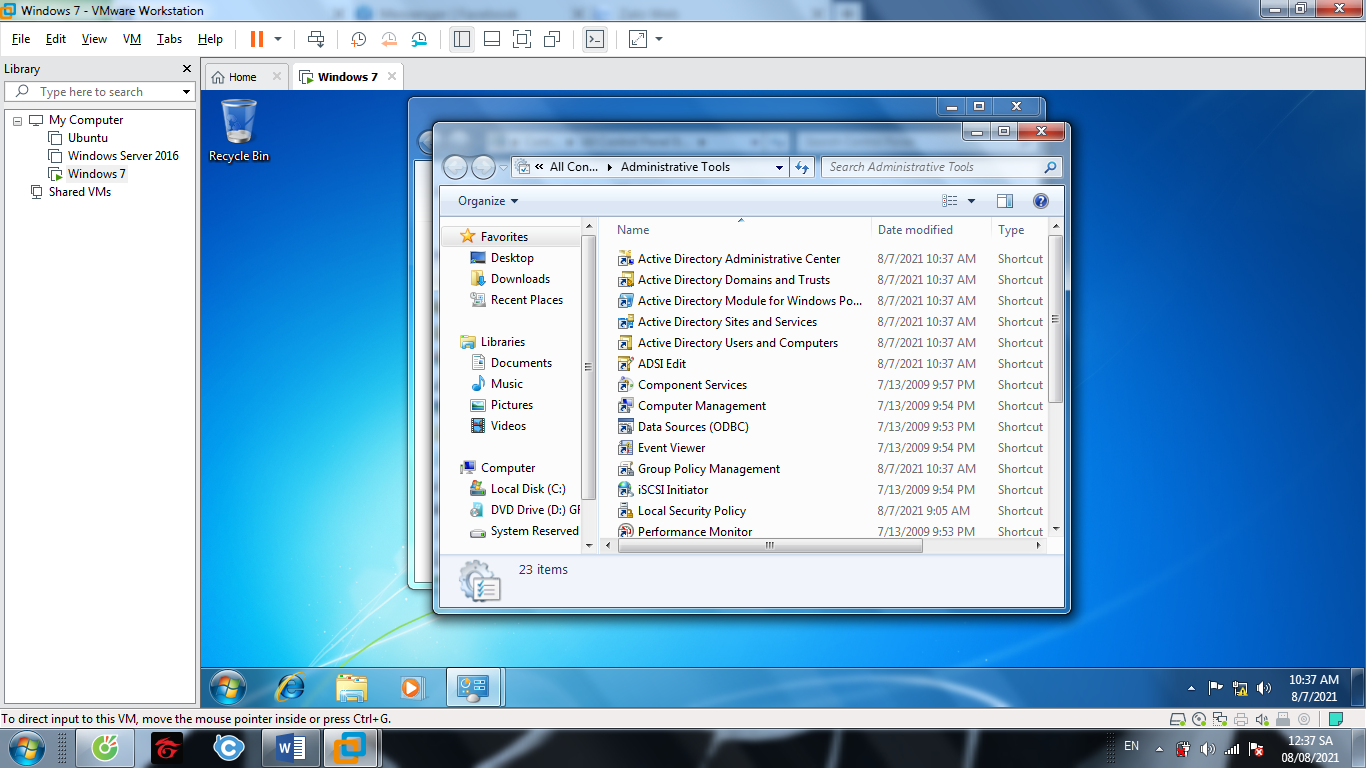 Windows 7 - VMware Workstation
File Edit View VM Tabs Help
Library
Type here to search
My Computer
Ubuntu
Windows Server 2016
Windows 7
Shared VMs
Home
Windows 7
Recycle Bin
All Con... Administrative Tools
Search Administrative Tools
Organize
Favorites
Desktop
Downloads
Recent Places
Libraries
Documents
Music
Pictures
Videos
Computer
Local Disk (C:)
DVD Drive (D:) GF
System Reserved
Name Date modified Type
Active Directory Administrative Center 8/7/2021 10:37 AM Shortcut
Active Directory Domains and Trusts 8/7/2021 10:37 AM Shortcut
Active Directory Module for Windows Po... 8/7/2021 10:37 AM Shortcut
Active Directory Sites and Services 8/7/2021 10:37 AM Shortcut
Active Directory Users and Computers 8/7/2021 10:37 AM Shortcut
ADSI Edit 8/7/2021 10:37 AM Shortcut
Component Services 7/13/2009 9:57 PM Shortcut
Computer Management 7/13/2009 9:54 PM Shortcut
Data Sources (ODBC) 7/13/2009 9:53 PM Shortcut
Event Viewer 7/13/2009 9:54 PM Shortcut
Group Policy Management 8/7/2021 10:37 AM Shortcut
iSCSI Initiator 7/13/2009 9:54 PM Shortcut
Local Security Policy 8/7/2021 9:05 AM Shortcut
Performance Monitor 7/13/2009 9:53 PM Shortcut
23 items
10:37 AM
8/7/2021
To direct input to this VM, move the mouse pointer inside or press Ctrl+G.
EN
12:37 SA
08/08/2021